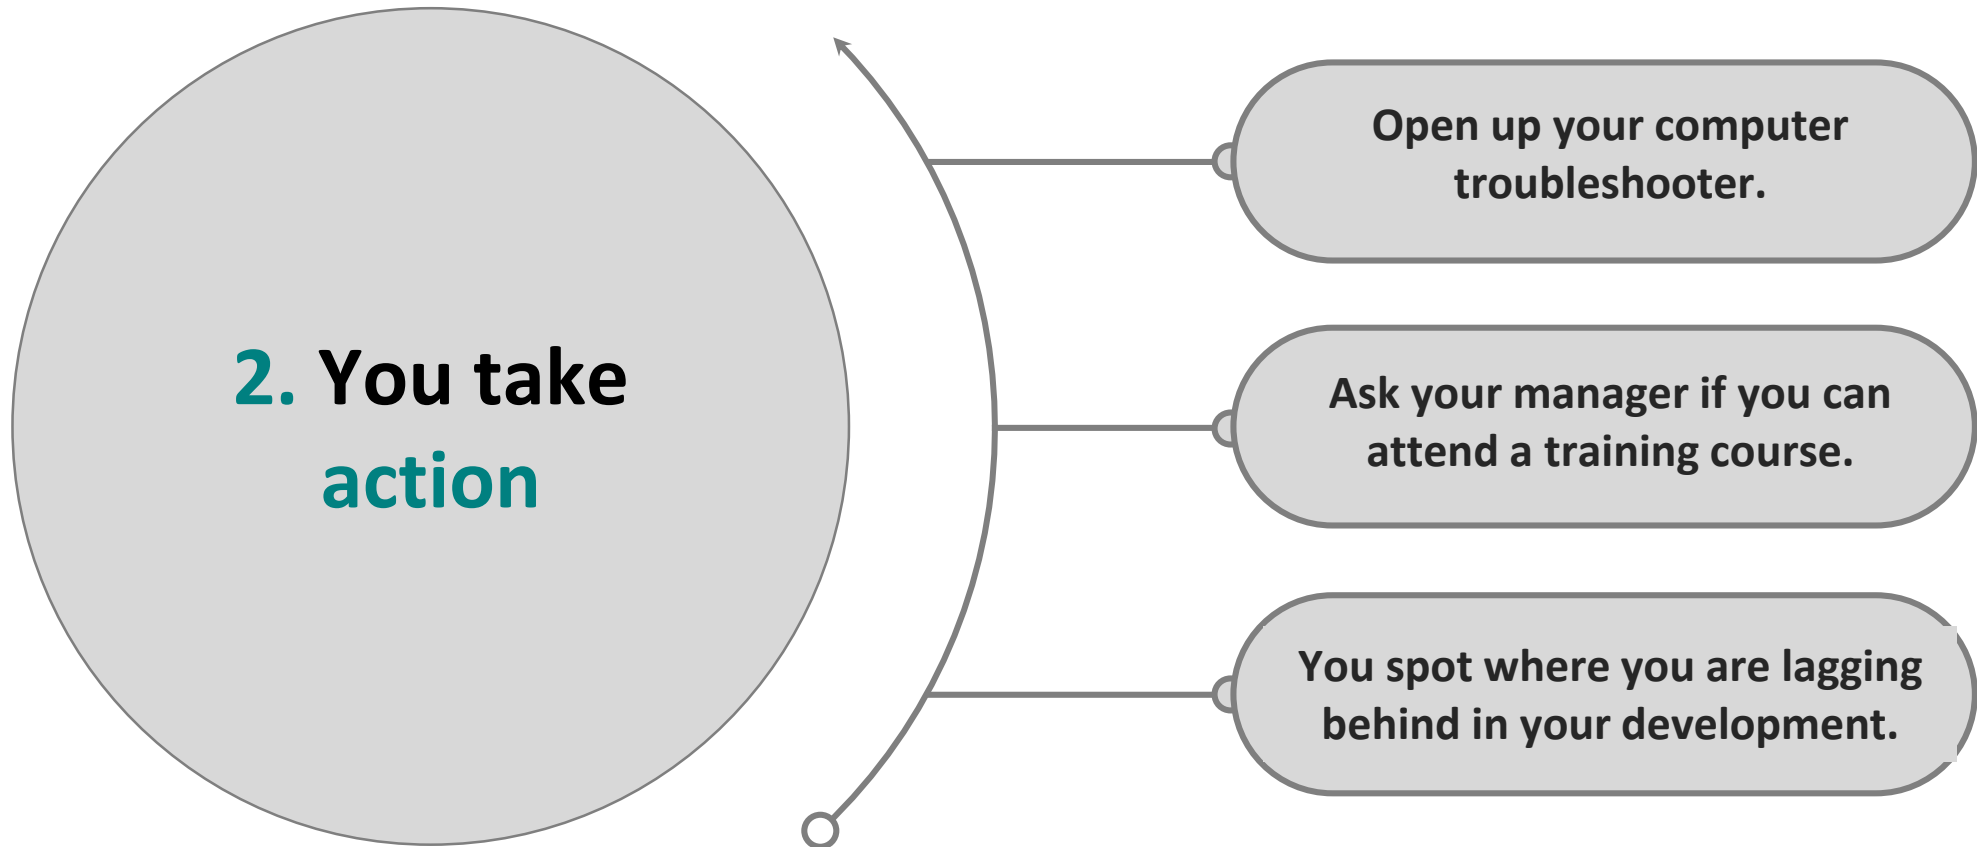 2. You take
action
Open up your computer
troubleshooter.
Ask your manager if you can
attend a training course.
You spot where you are lagging
behind in your development.